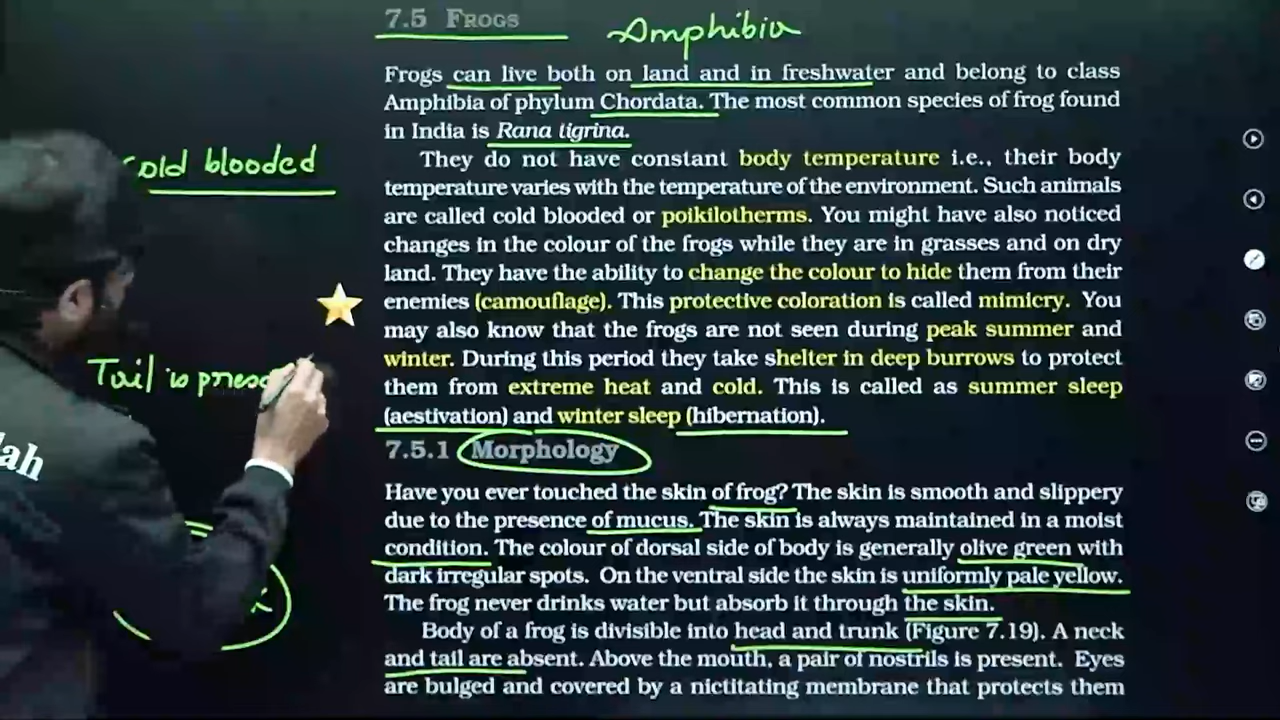 7.5 FROGS
Amphibia
Frogs can live both on land and in freshwater and belong to class
Amphibia of phylum Chordata. The most common species of frog found
in India is Rana tigrina.
They do not have constant body temperature i.e., their body
temperature varies with the temperature of the environment. Such animals
are called cold blooded or poikilotherms. You might have also noticed
changes in the colour of the frogs while they are in grasses and on dry
land. They have the ability to change the colour to hide them from their
enemies (camouflage). This protective coloration is called mimicry. You
may also know that the frogs are not seen during peak summer and
winter. During this period they take shelter in deep burrows to protect
them from extreme heat and cold. This is called as summer sleep
(aestivation) and winter sleep (hibernation).
7.5.1 Morphology
Have you ever touched the skin of frog? The skin is smooth and slippery
due to the presence of mucus. The skin is always maintained in a moist
condition. The colour of dorsal side of body is generally olive green with
dark irregular spots. On the ventral side the skin is uniformly pale yellow.
The frog never drinks water but absorb it through the skin.
Body of a frog is divisible into head and trunk (Figure 7.19). A neck
and tail are absent. Above the mouth, a pair of nostrils is present. Eyes
are bulged and covered by a nictitating membrane that protects them
old blooded
Tail is pres
lah